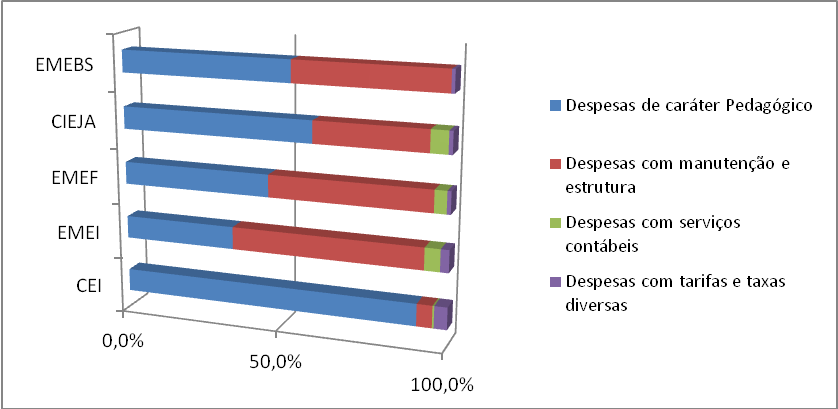 EMEBS
CIEJA
EMEF
EMEI
CEI
0,0%
50,0%
100,0%
Despesas de caráter Pedagógico
Despesas com manutenção e
estrutura
Despesas com serviços
contábeis
Despesas com tarifas e taxas
diversas